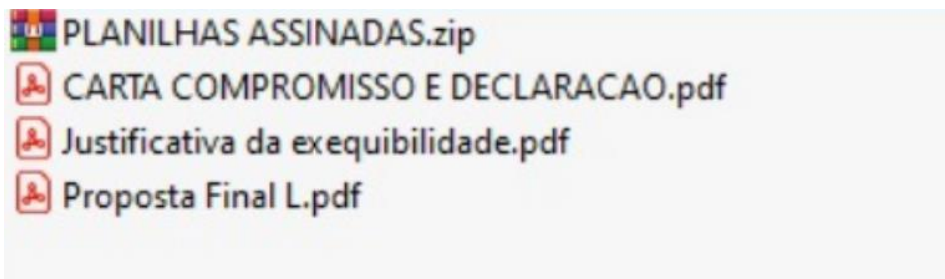 PLANILHAS ASSINADAS.zip
CARTA COMPROMISSO E DECLARACAO.pdf
Justificativa da exequibilidade.pdf
Proposta Final L.pdf